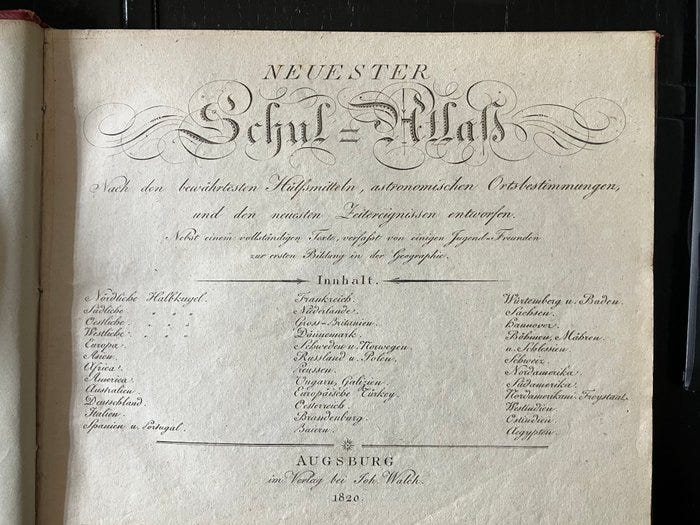 NEUESTER
Schul=Atlaß
Nach den bewährtesten Hülfsmitteln, astronomischen Ortsbestimmungen,
und den neuesten Zeitereignissen entworfen.
Nebst einem vollständigen Texte, verfaßt von einigen Jugend-Freunden
zur ersten Bildung in der Geographie.
Innhalt.
Nördliche Halbkugel.
Südliche . . .
Oestliche . . .
Westliche . . .
Europa.
Asien.
Africa.
America.
Australien.
Deutschland.
Italien.
Spanien u. Portugal.
Frankreich.
Niederlande.
Gross-Britanien.
Dännemark.
Schweden u. Norwegen.
Russland u. Polen,
Preussen.
Ungarn, Galizien.
Europäische Türkey.
Oesterreich.
Brandenburg.
Baiern.
Würtemberg u. Baden.
Sachsen.
Hannover.
Böhmen, Mähren
u. Schlesien
Schweiz.
Nordamerika.
Südamerika.
Nordamerikani-Freystaat.
Westindien.
Ostindien.
Aegypten.
AUGSBURG
im Verlag bei Joh. Walch.
1820.